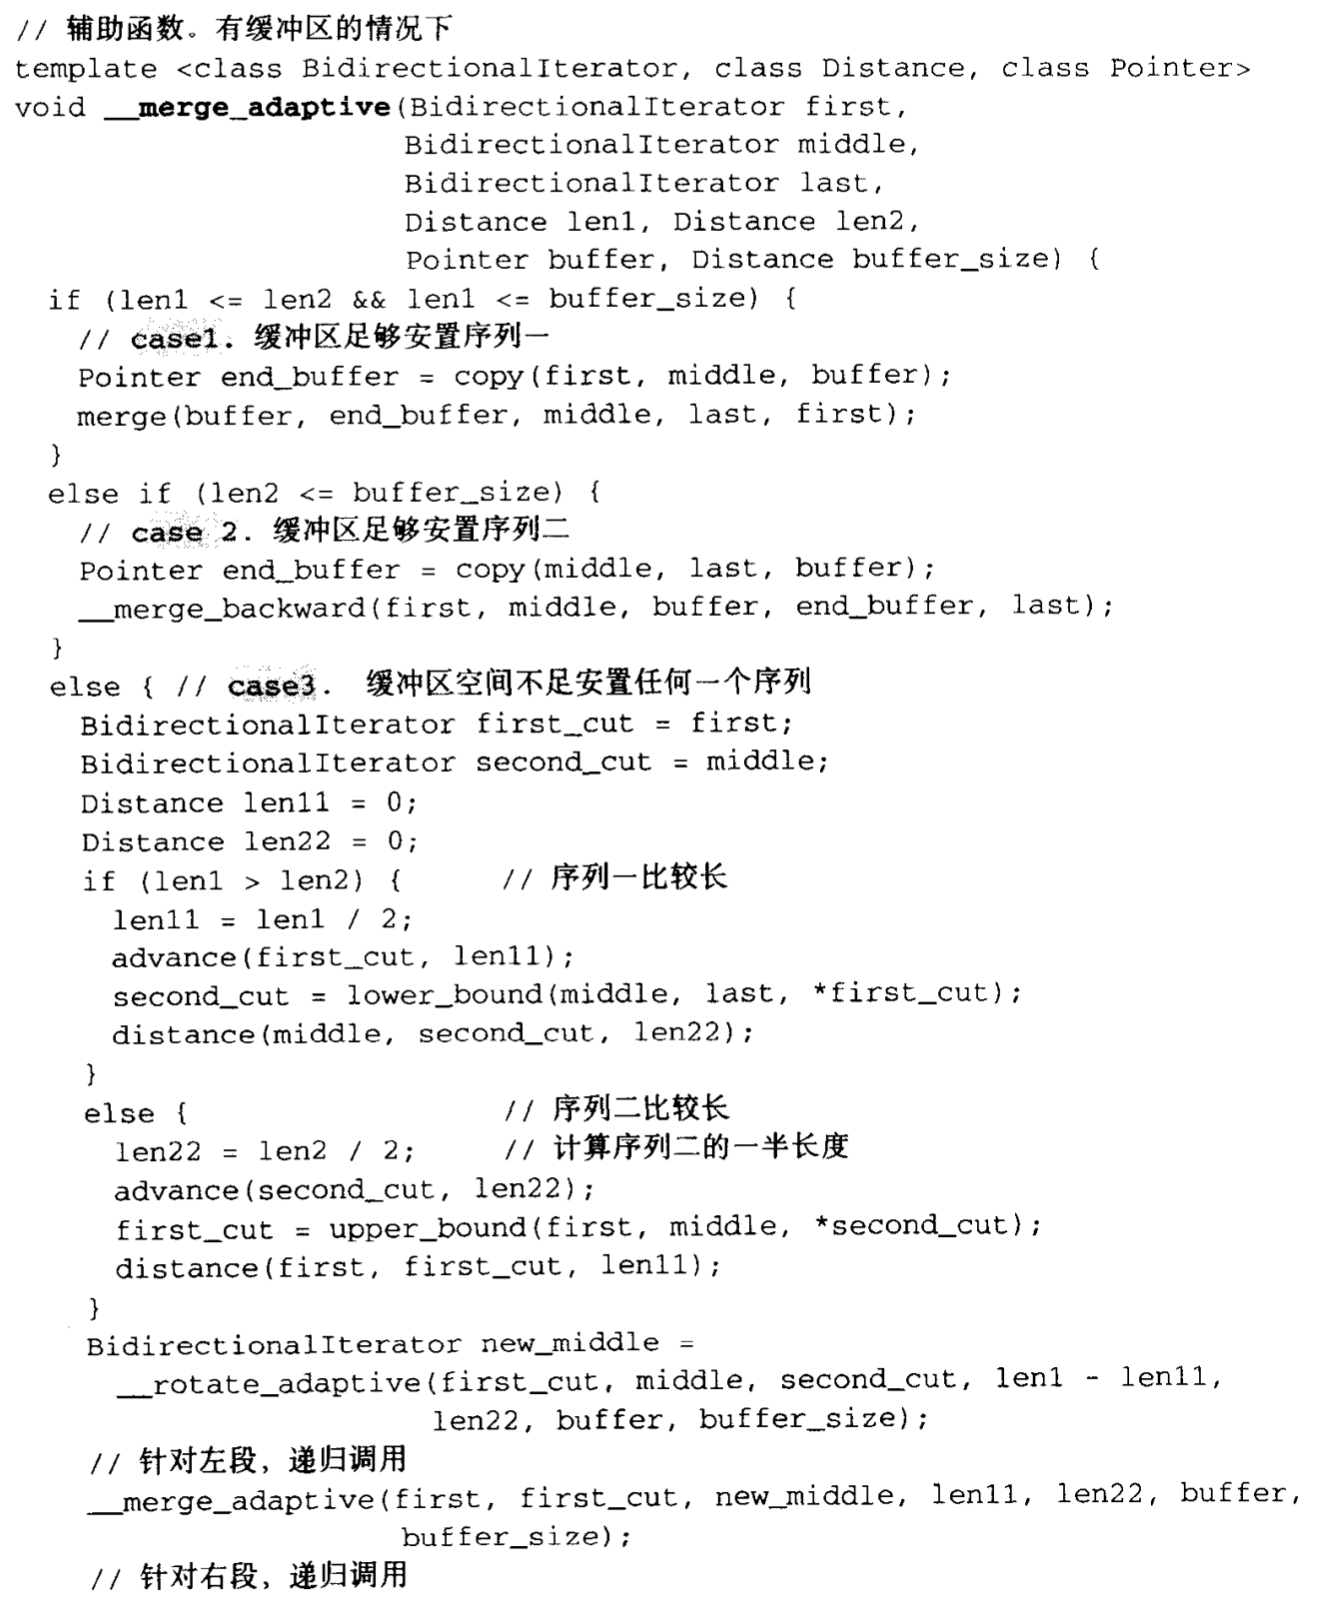 // 辅助函数。有缓冲区的情况下
template <class BidirectionalIterator, class Distance, class Pointer>
void __merge_adaptive(BidirectionalIterator first,
                      BidirectionalIterator middle,
                      BidirectionalIterator last,
                      Distance len1, Distance len2,
                      Pointer buffer, Distance buffer_size) {
  if (len1 <= len2 && len1 <= buffer_size) {
    // case1. 缓冲区足够安置序列一
    Pointer end_buffer = copy(first, middle, buffer);
    merge(buffer, end_buffer, middle, last, first);
  }
  else if (len2 <= buffer_size) {
    // case 2. 缓冲区足够安置序列二
    Pointer end_buffer = copy(middle, last, buffer);
    __merge_backward(first, middle, buffer, end_buffer, last);
  }
  else { // case3. 缓冲区空间不足安置任何一个序列
    BidirectionalIterator first_cut = first;
    BidirectionalIterator second_cut = middle;
    Distance len11 = 0;
    Distance len22 = 0;
    if (len1 > len2) {      // 序列一比较长
      len11 = len1 / 2;
      advance(first_cut, len11);
      second_cut = lower_bound(middle, last, *first_cut);
      distance(middle, second_cut, len22);
    }
    else {                  // 序列二比较长
      len22 = len2 / 2;     // 计算序列二的一半长度
      advance(second_cut, len22);
      first_cut = upper_bound(first, middle, *second_cut);
      distance(first, first_cut, len11);
    }
    BidirectionalIterator new_middle =
      __rotate_adaptive(first_cut, middle, second_cut, len1 - len11,
                        len22, buffer, buffer_size);
    // 针对左段，递归调用
    __merge_adaptive(first, first_cut, new_middle, len11, len22, buffer,
                     buffer_size);
    // 针对右段，递归调用